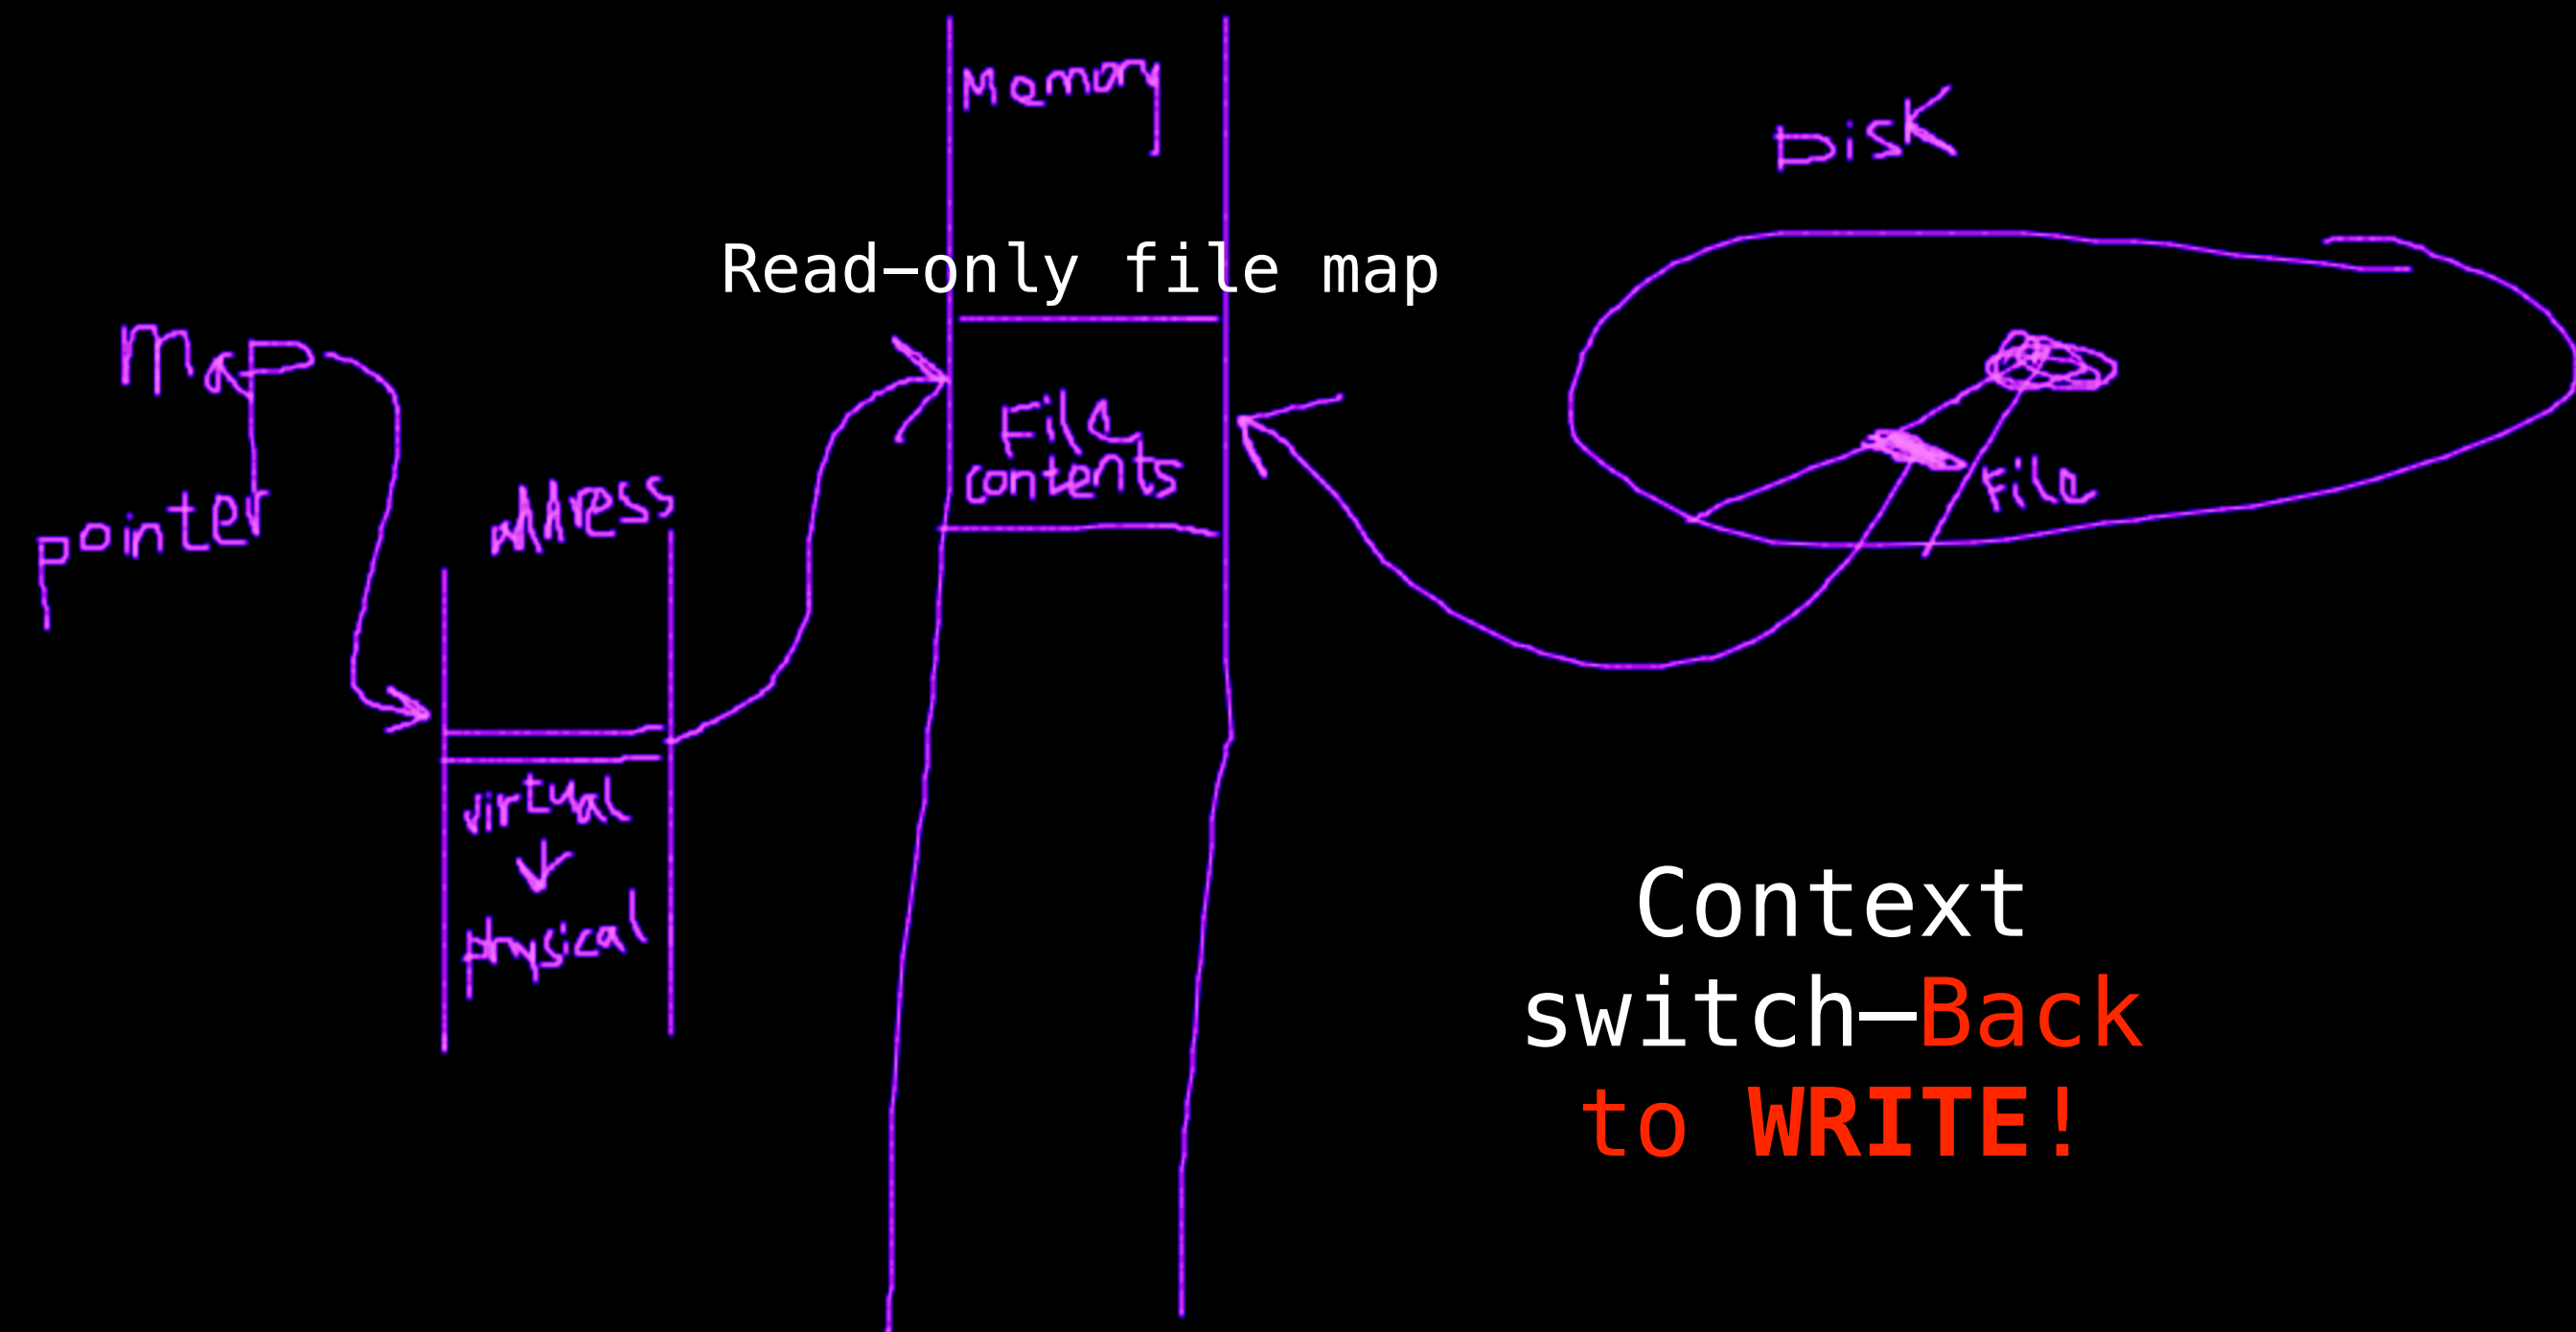 Memory
Disk
Read-only file map
Map
pointer
File
contents
File
address
virtual
physical
Context
switch—Back
to WRITE!